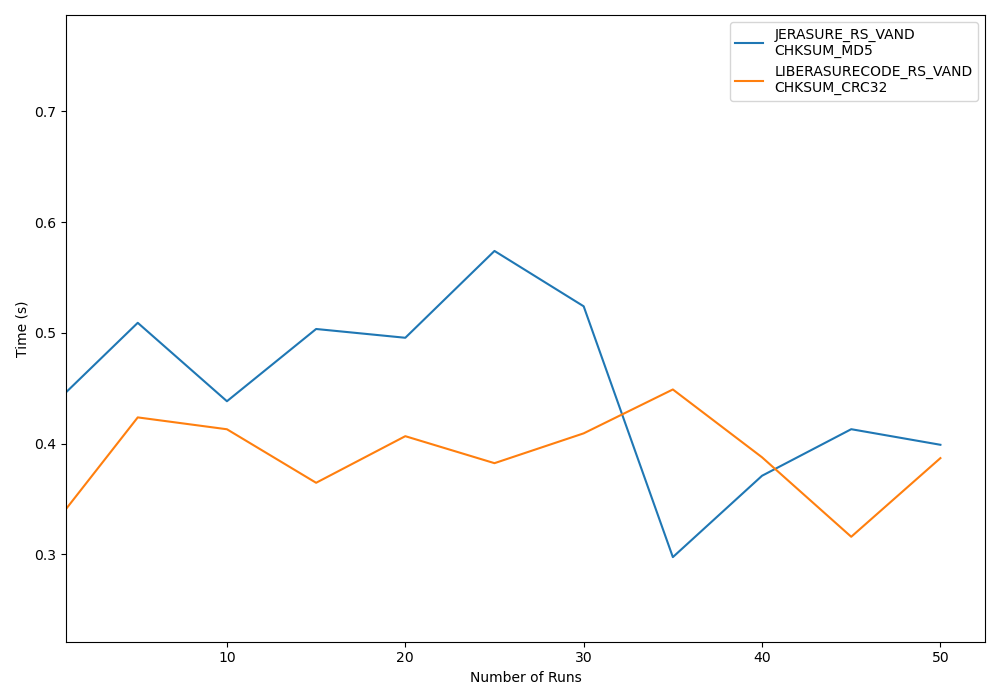 JERASURE_RS_VAND
CHKSUM_MD5
LIBERASURECODE_RS_VAND
CHKSUM_CRC32
0.7
0.6
0.5
0.4
0.3
Time (s)
10 20 30 40 50
Number of Runs